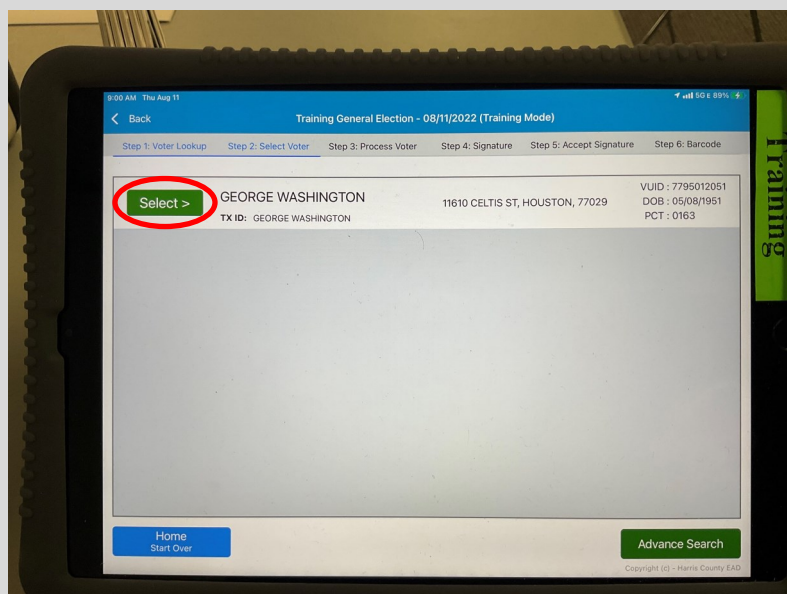 9:00 AM Thu Aug 11
5G E 89%
Back
Training General Election - 08/11/2022 (Training Mode)
Step 1: Voter Lookup
Step 2: Select Voter
Step 3: Process Voter
Step 4: Signature
Step 5: Accept Signature
Step 6: Barcode
Select >
GEORGE WASHINGTON
TX ID: GEORGE WASHINGTON
11610 CELTIS ST, HOUSTON, 77029
VUID : 7795012051
DOB : 05/08/1951
PCT : 0163
Home
Start Over
Advance Search
Copyright (c) - Harris County EAD
Training